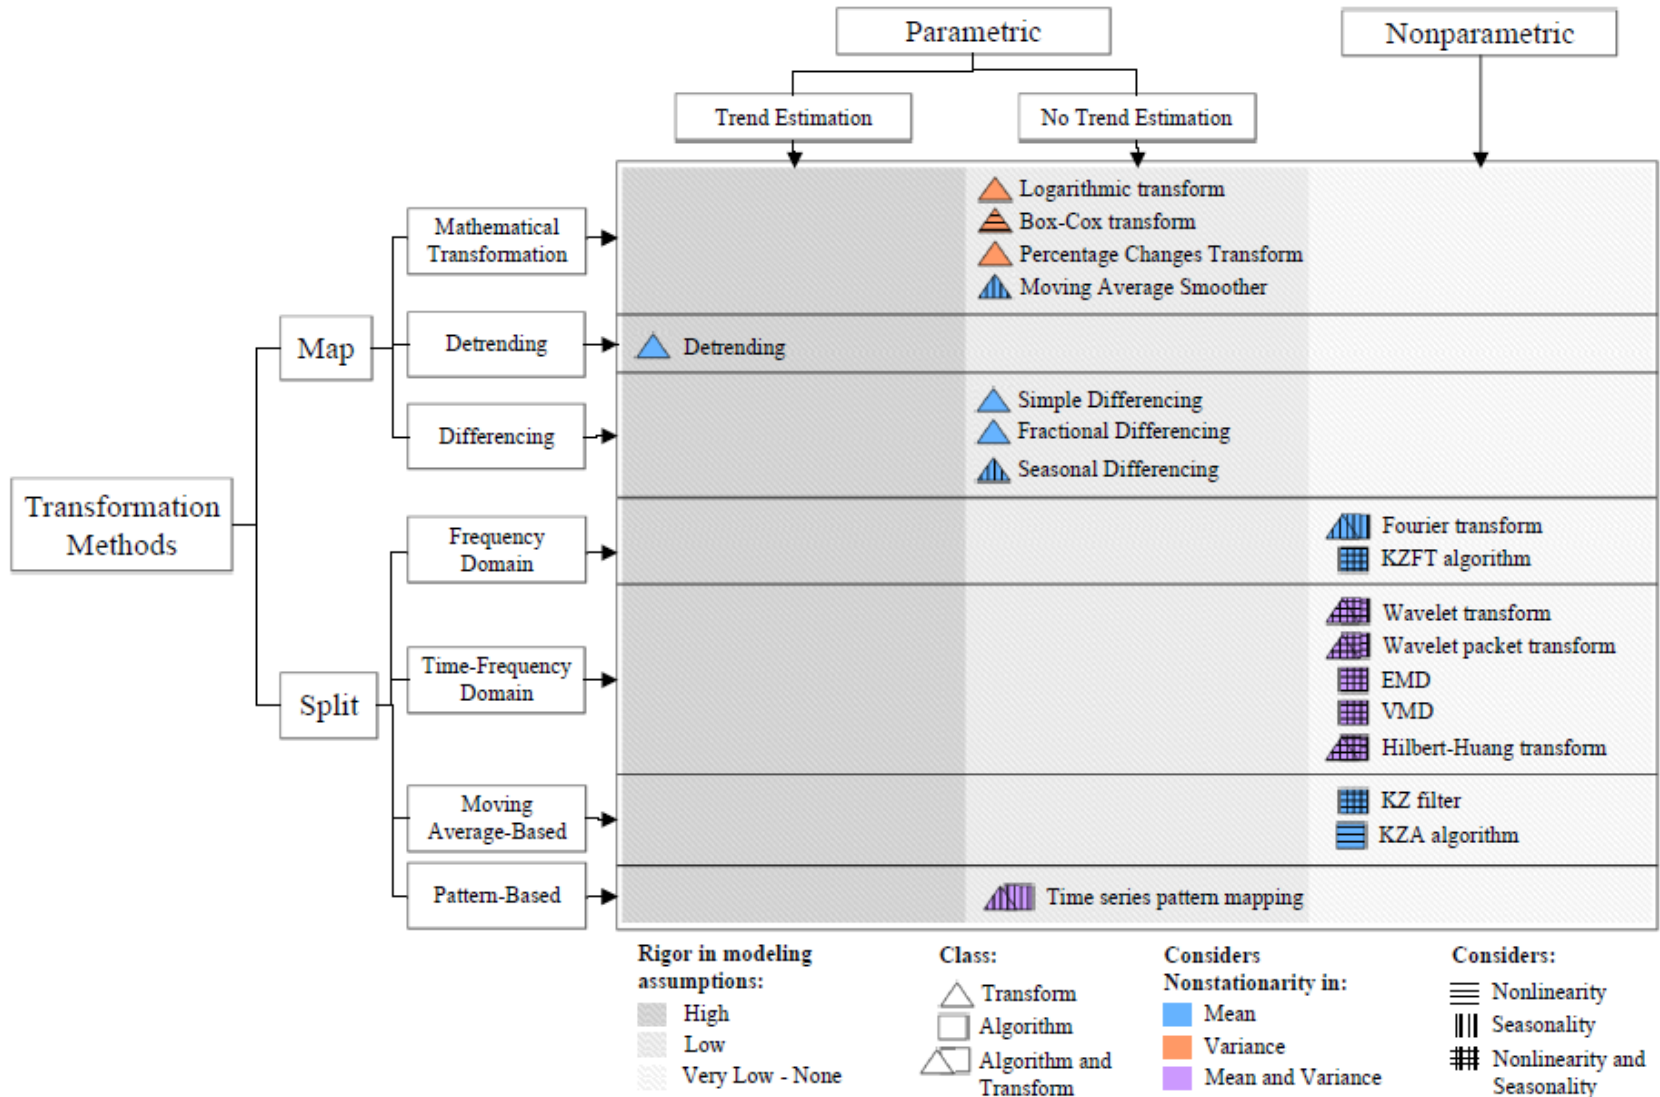 Parametric
Nonparametric
Trend Estimation
No Trend Estimation
Mathematical
Transformation
Logarithmic transform
Box-Cox transform
Percentage Changes Transform
Moving Average Smoother
Map
Detrending
Detrending
Differencing
Simple Differencing
Fractional Differencing
Seasonal Differencing
Transformation
Methods
Frequency
Domain
Fourier transform
KZFT algorithm
Split
Time-Frequency
Domain
Wavelet transform
Wavelet packet transform
EMD
VMD
Hilbert-Huang transform
Moving
Average-Based
KZ filter
KZA algorithm
Pattern-Based
Time series pattern mapping
Rigor in modeling
assumptions:
High
Low
Very Low - None
Class:
Transform
Algorithm
Algorithm and
Transform
Considers
Nonstationarity in:
Mean
Variance
Mean and Variance
Considers:
Nonlinearity
Seasonality
Nonlinearity and
Seasonality